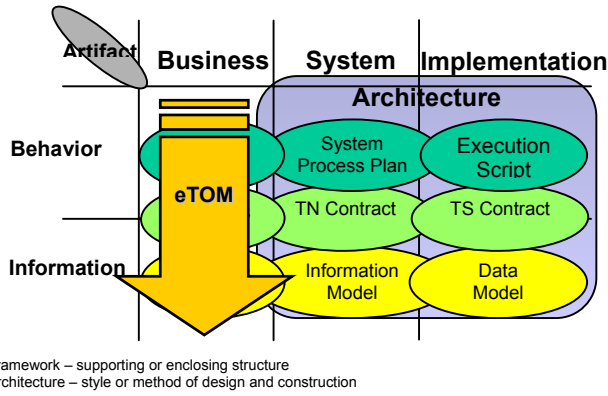 Artifact
Business System Implementation
Architecture
Behavior
System
Process Plan
Execution
Script
eTOM
TN Contract
TS Contract
Information
Information
Model
Data
Model
ramework – supporting or enclosing structure
rchitecture – style or method of design and construction